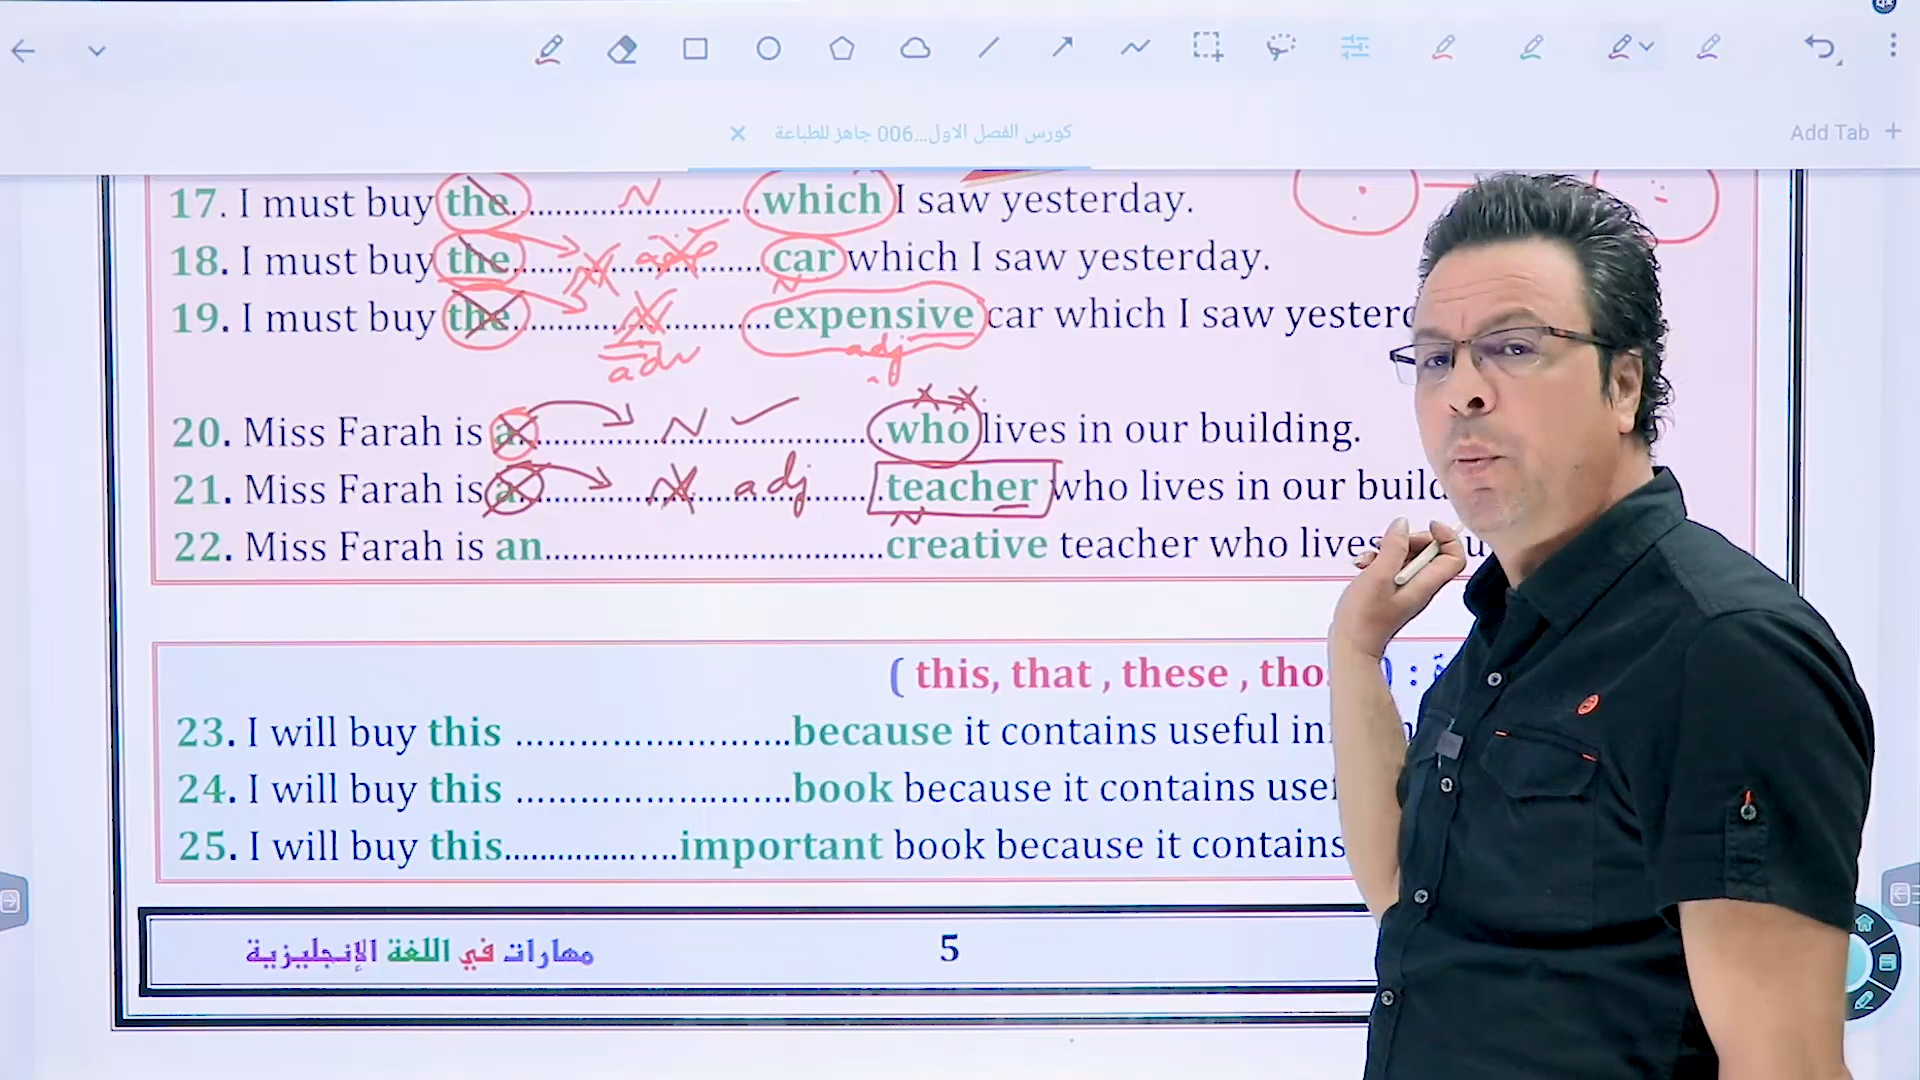 كورس الفصل الاول...006 جاهز للطباعة
Add Tab
17. I must buy the............N............which I saw yesterday.
18. I must buy the............N adj............car which I saw yesterday.
N
19. I must buy the............N............expensive car which I saw yesterd
adv adj
20. Miss Farah is a............N............who lives in our building.
21. Miss Farah is a............N adj............teacher who lives in our build
N
22. Miss Farah is an............creative teacher who lives
( this, that , these , tho
23. I will buy this ............because it contains useful in
24. I will buy this ............book because it contains use
25. I will buy this............important book because it contains
مهارات في اللغة الإنجليزية
5